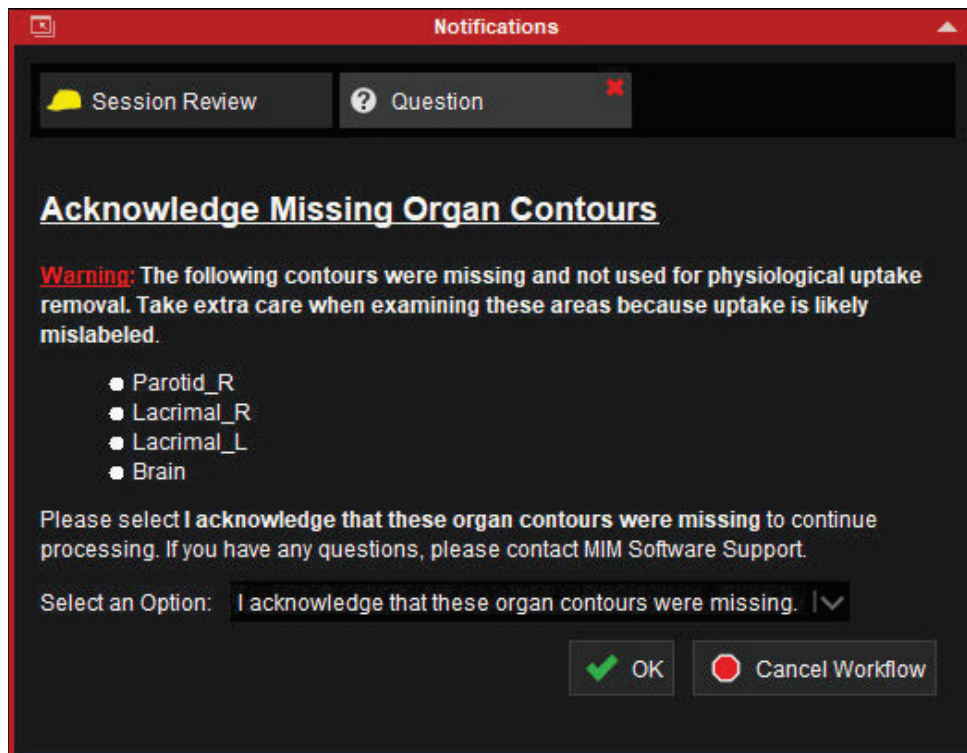 Notifications
Session Review
Question
Acknowledge Missing Organ Contours
Warning: The following contours were missing and not used for physiological uptake
removal. Take extra care when examining these areas because uptake is likely
mislabeled.
Parotid_R
Lacrimal_R
Lacrimal_L
Brain
Please select I acknowledge that these organ contours were missing to continue
processing. If you have any questions, please contact MIM Software Support.
Select an Option: I acknowledge that these organ contours were missing.
OK
Cancel Workflow